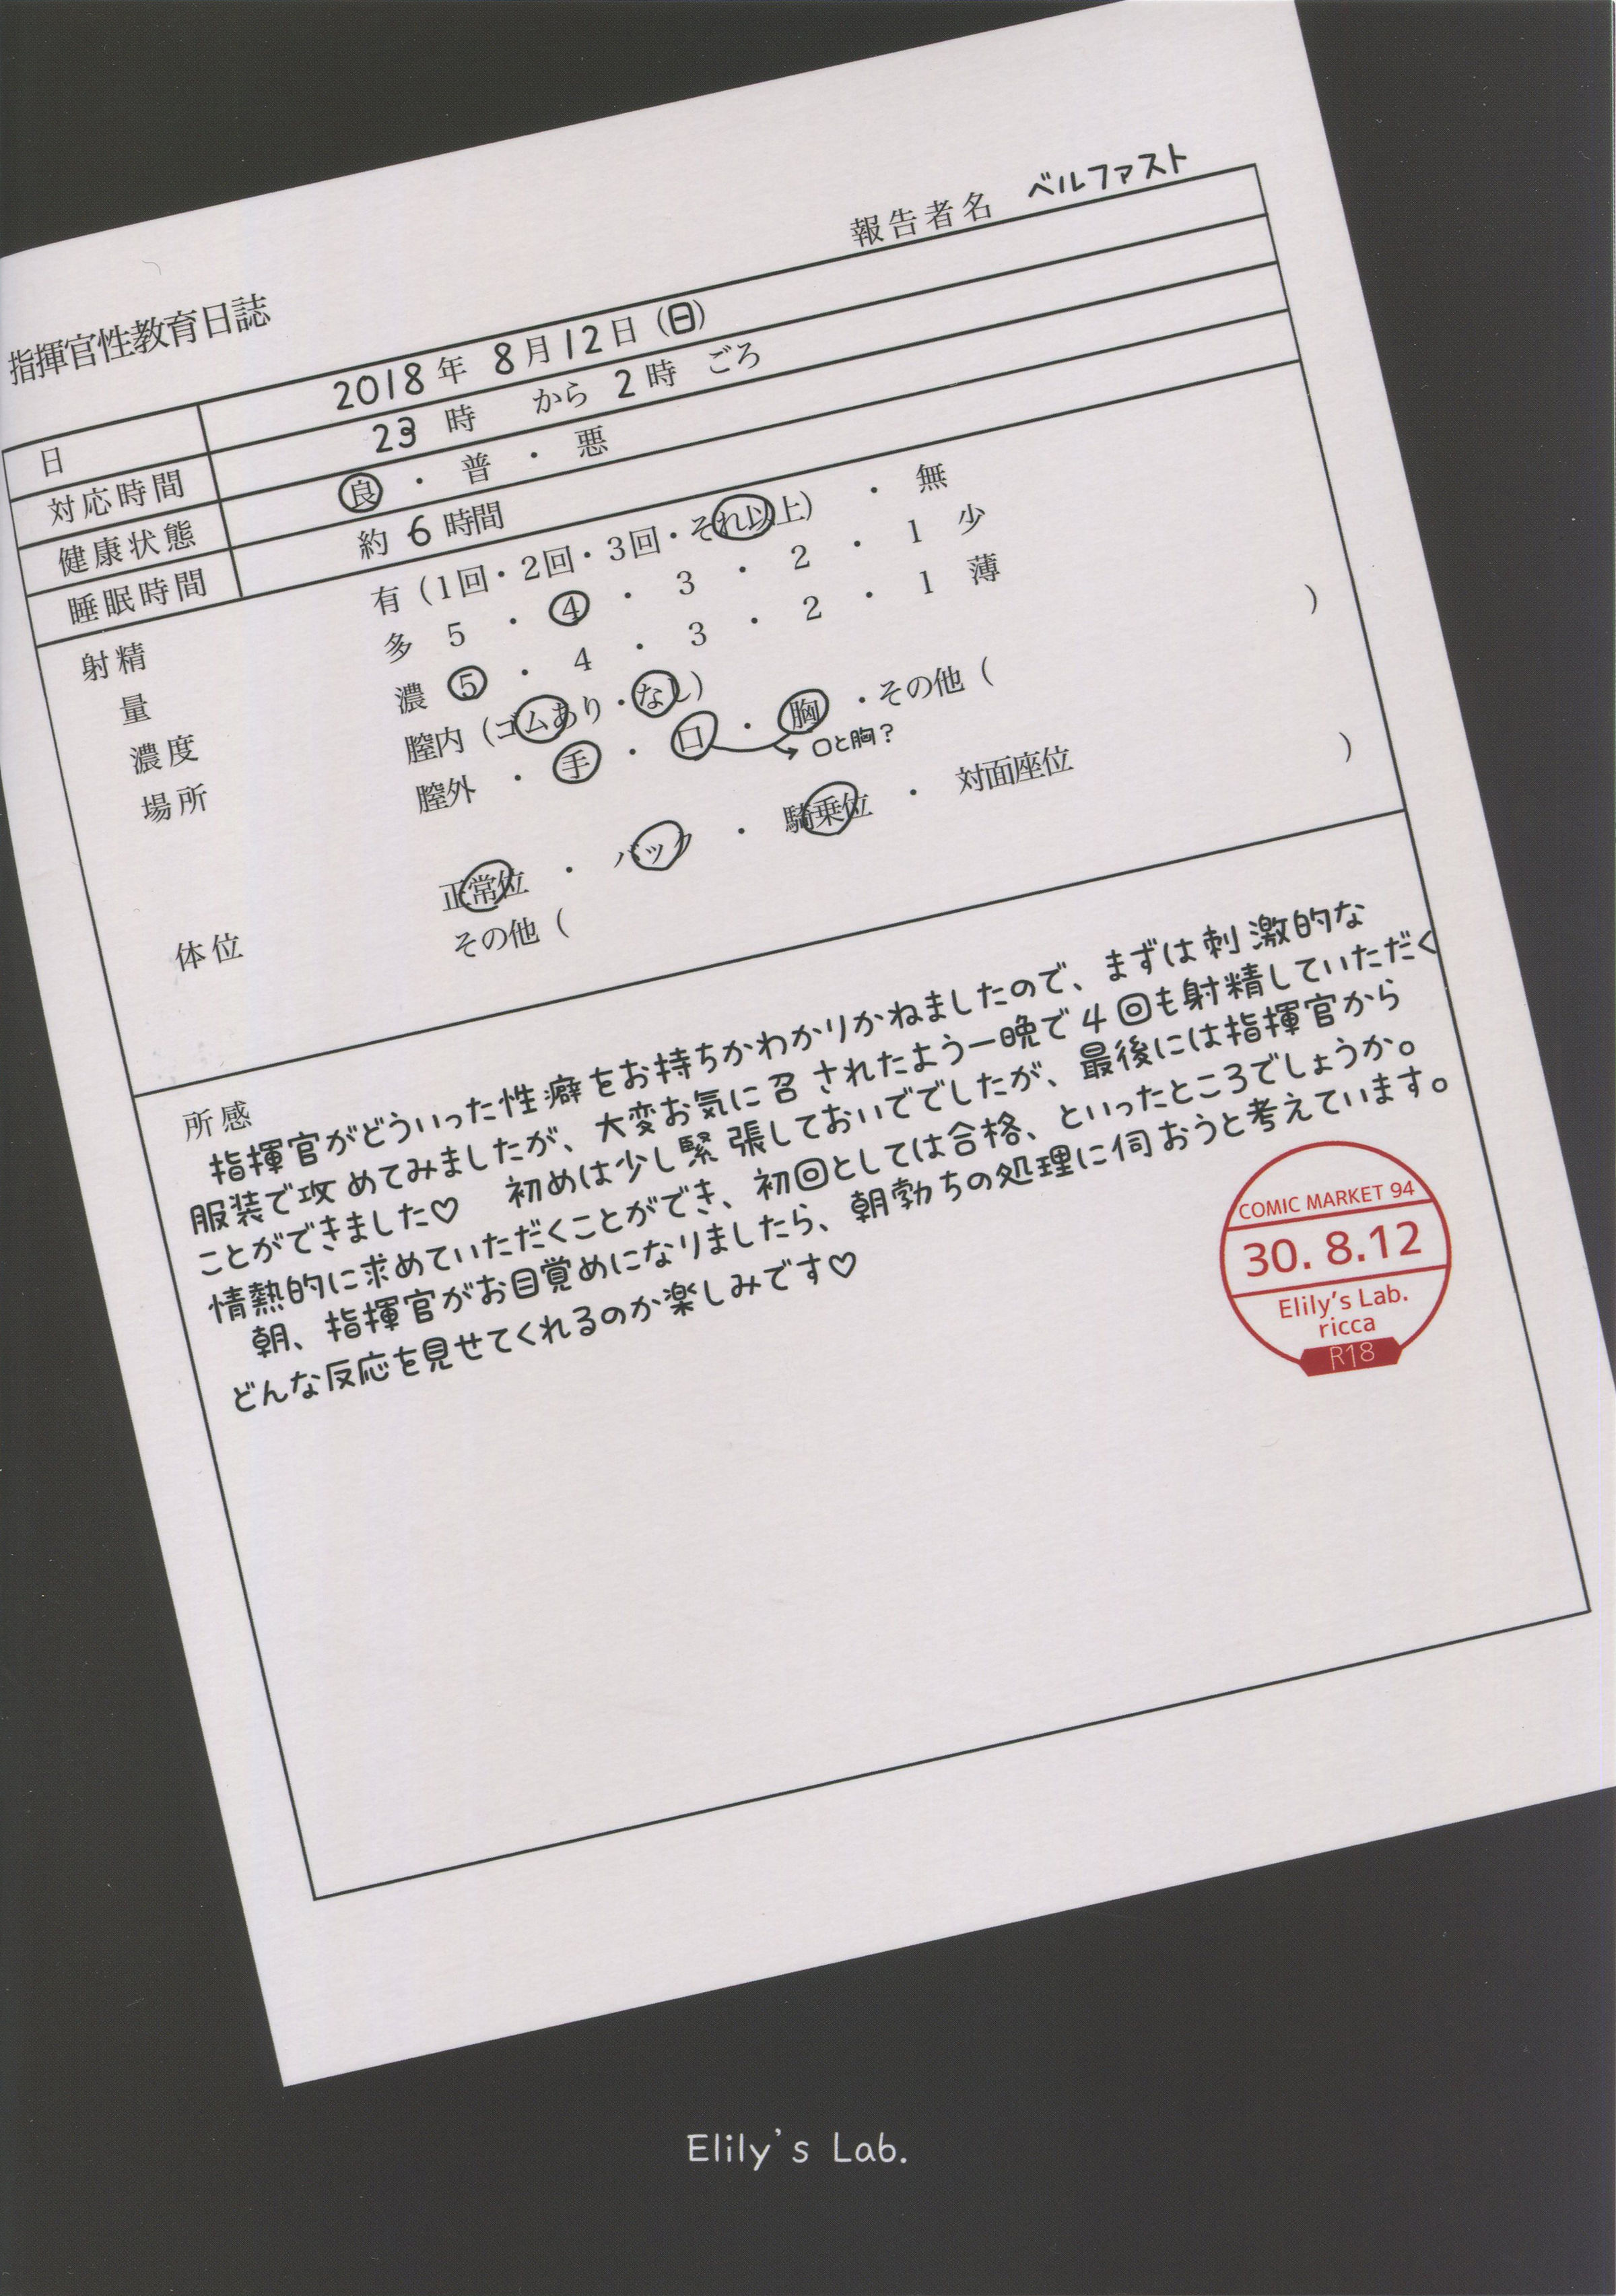 報告者名 ベルファスト
指揮官性教育日誌
日 2018年 8月12日(日)
対応時間 23時 から 2時 ごろ
健康状態 良・普・悪
睡眠時間 約 6 時間
射精 有(1回・2回・3回・それ以上)・無
量 多 5・4・3・2・1 少
濃度 濃 5・4・3・2・1 薄
場所 膣内(ゴムあり・なし)
膣外・手・口・胸・その他( )
口と胸?
体位 正常位・バック・騎乗位・対面座位
その他( )
所感
指揮官がどういった性癖をお持ちかわかりかねましたので、まずは刺激的な
服装で攻めてみましたが、大変お気に召されたよう一晩で4回も射精していただく
ことができました♡ 初めは少し緊張しておいででしたが、最後には指揮官から
情熱的に求めていただくことができ、初回としては合格、といったところでしょうか。
朝、指揮官がお目覚めになりましたら、朝勃ちの処理に伺おうと考えています。
どんな反応を見せてくれるのか楽しみです♡
COMIC MARKET 94
30. 8.12
Elily's Lab.
ricca
R18
Elily's Lab.